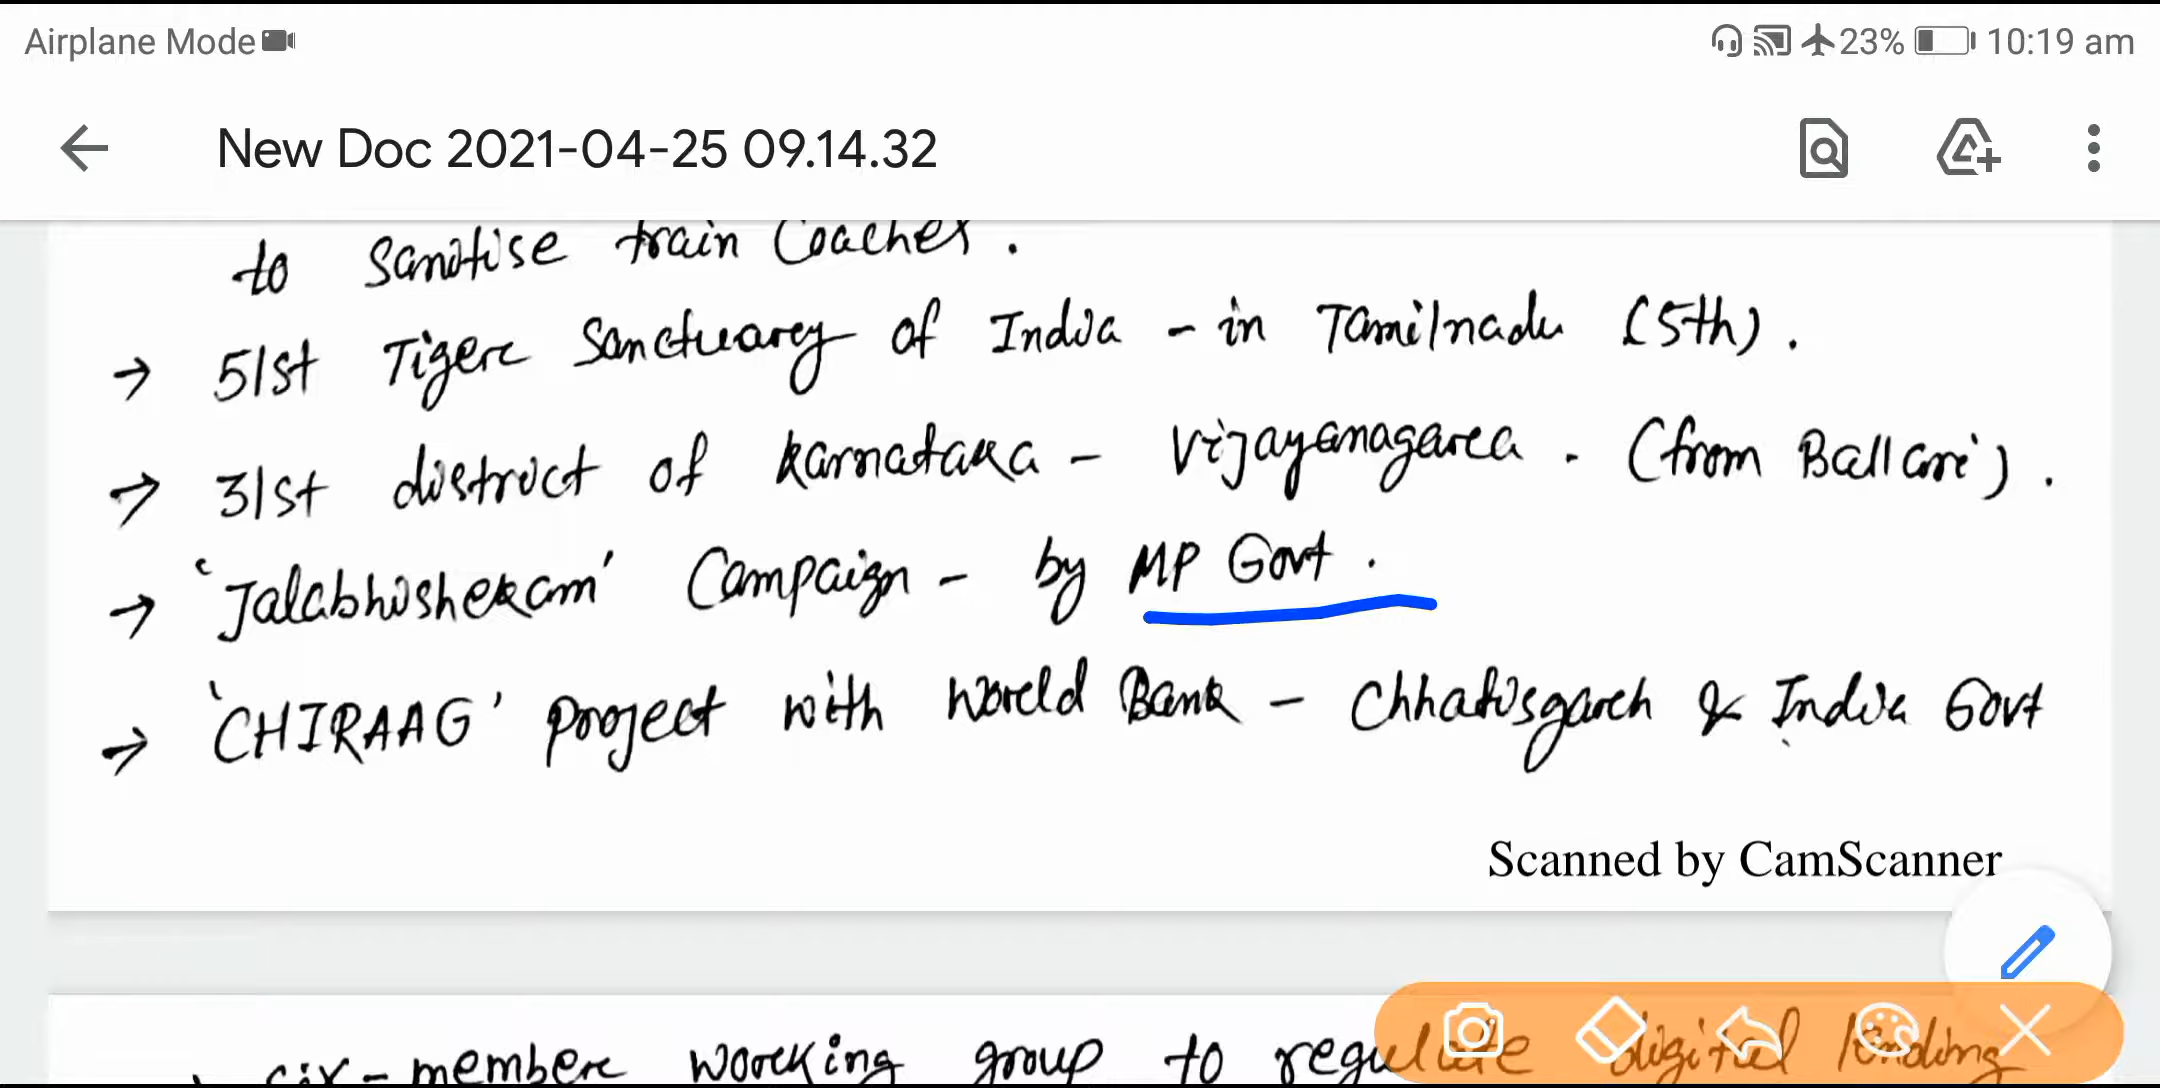 Airplane Mode 23% 10:19 am
New Doc 2021-04-25 09.14.32
to Sanitise train Coaches.
→ 51st Tiger Sanctuary of India - in Tamilnadu (5th).
→ 31st district of Karnataka - Vijayanagara. (from Ballari).
→ 'Jalabhishekam' Campaign - by MP Govt.
→ 'CHIRAAG' project with World Bank - Chhatisgarh & India Govt
Scanned by CamScanner
six-member working group to regulate digital lending